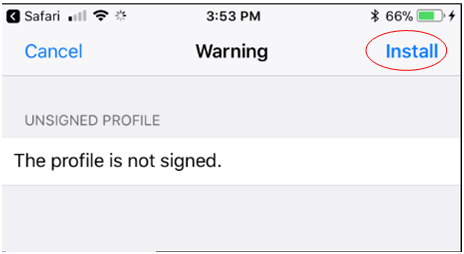 Safari 3:53 PM 66%
Cancel Warning Install
UNSIGNED PROFILE
The profile is not signed.